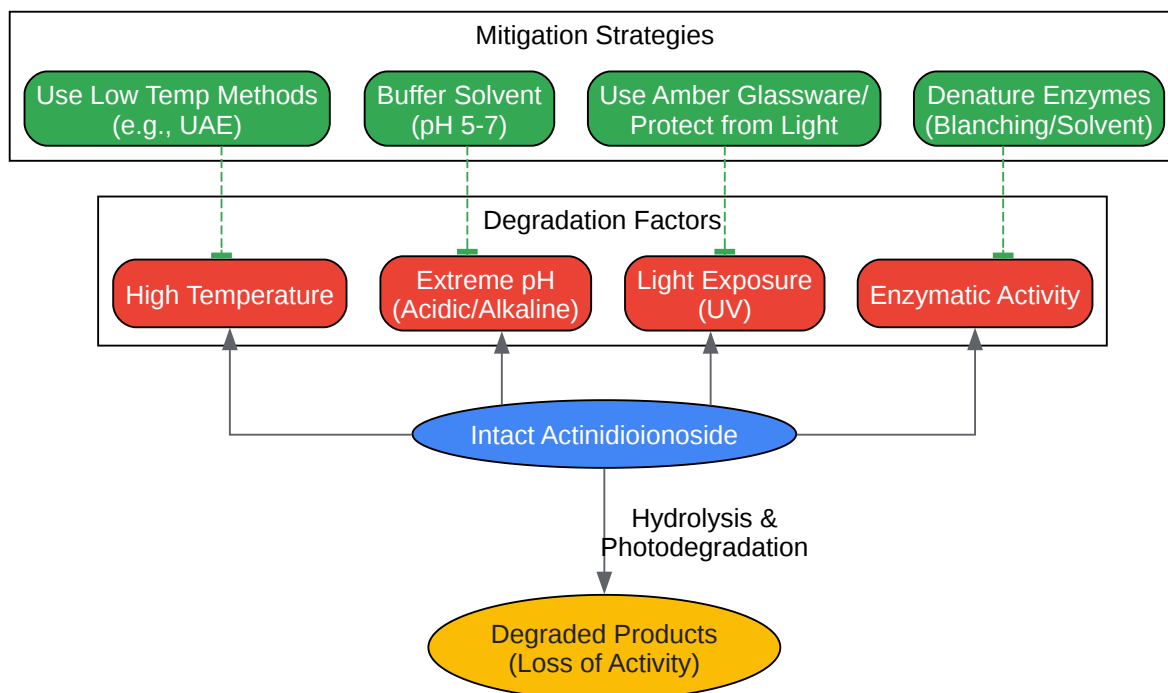 Mitigation Strategies
Use Low Temp Methods
(e.g., UAE)
Buffer Solvent
(pH 5-7)
Use Amber Glassware/
Protect from Light
Denature Enzymes
(Blanching/Solvent)
Degradation Factors
High Temperature
Extreme pH
(Acidic/Alkaline)
Light Exposure
(UV)
Enzymatic Activity
Intact Actinidioionoside
Hydrolysis &
Photodegradation
Degraded Products
(Loss of Activity)